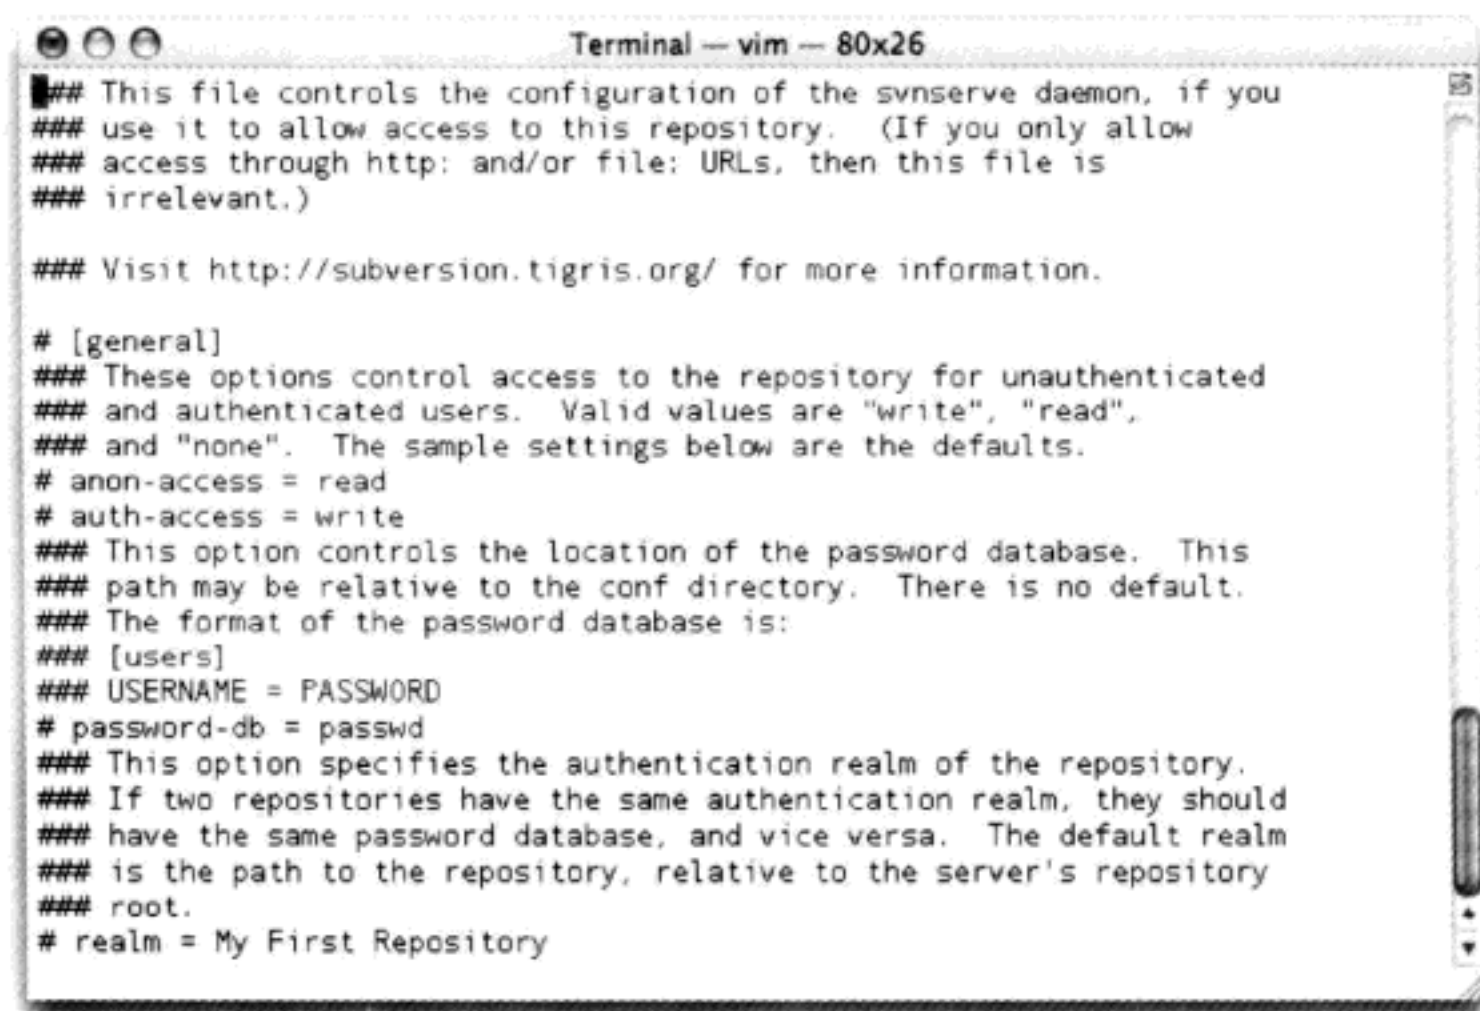 Terminal — vim — 80x26
### This file controls the configuration of the svnserve daemon, if you
### use it to allow access to this repository.  (If you only allow
### access through http: and/or file: URLs, then this file is
### irrelevant.)
### Visit http://subversion.tigris.org/ for more information.
# [general]
### These options control access to the repository for unauthenticated
### and authenticated users.  Valid values are "write", "read",
### and "none".  The sample settings below are the defaults.
# anon-access = read
# auth-access = write
### This option controls the location of the password database.  This
### path may be relative to the conf directory.  There is no default.
### The format of the password database is:
### [users]
### USERNAME = PASSWORD
# password-db = passwd
### This option specifies the authentication realm of the repository.
### If two repositories have the same authentication realm, they should
### have the same password database, and vice versa.  The default realm
### is the path to the repository, relative to the server's repository
### root.
# realm = My First Repository